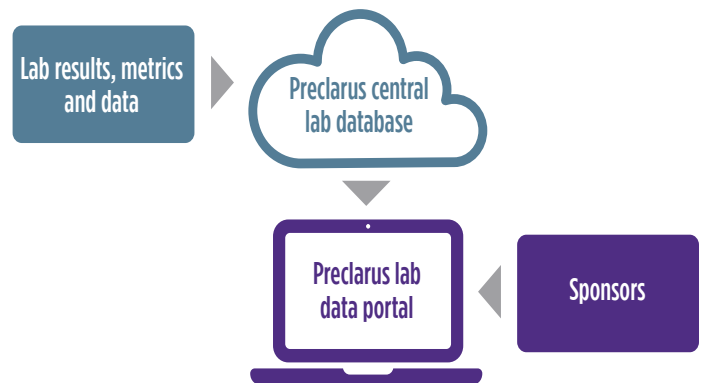 Lab results, metrics
and data
Preclarus central
lab database
Preclarus lab
data portal
Sponsors